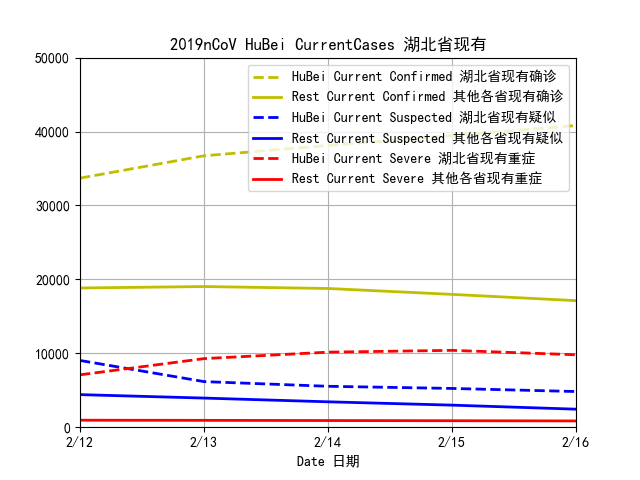 2019nCoV HuBei CurrentCases 湖北省现有
50000
40000
30000
20000
10000
0
HuBei Current Confirmed 湖北省现有确诊
Rest Current Confirmed 其他各省现有确诊
HuBei Current Suspected 湖北省现有疑似
Rest Current Suspected 其他各省现有疑似
HuBei Current Severe 湖北省现有重症
Rest Current Severe 其他各省现有重症
2/12 2/13 2/14 2/15 2/16
Date 日期